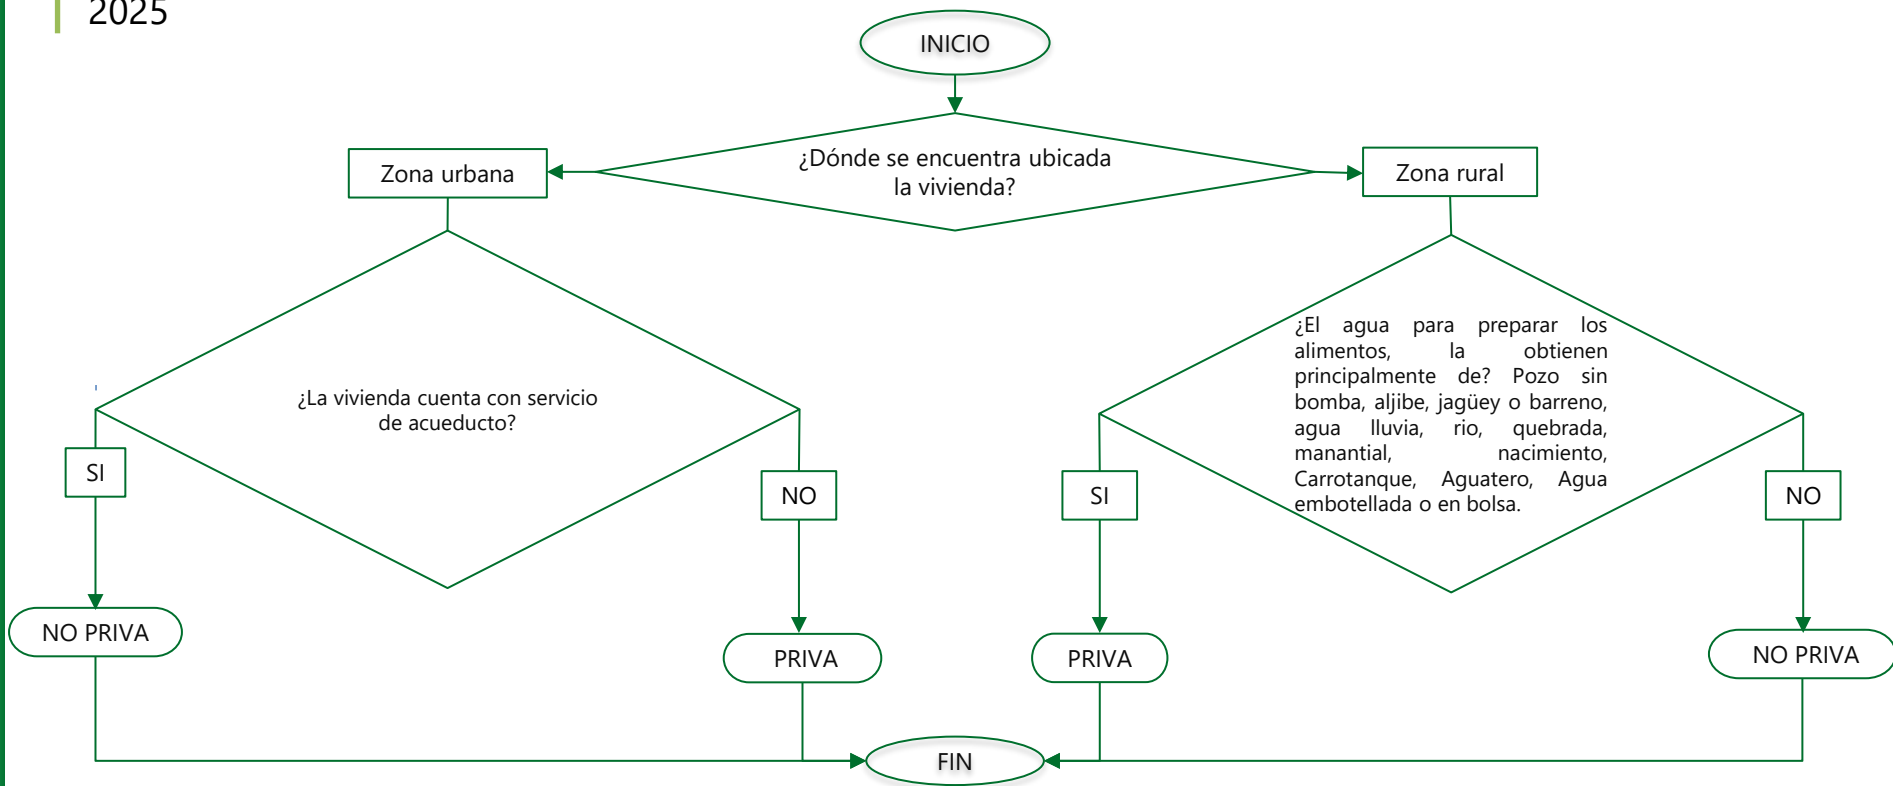 2025
INICIO
¿Dónde se encuentra ubicada
la vivienda?
Zona urbana
Zona rural
¿La vivienda cuenta con servicio
de acueducto?
¿El agua para preparar los
alimentos, la obtienen
principalmente de? Pozo sin
bomba, aljibe, jagüey o barreno,
agua lluvia, rio, quebrada,
manantial, nacimiento,
Carrotanque, Aguatero, Agua
embotellada o en bolsa.
SI
NO
SI
NO
NO PRIVA
PRIVA
PRIVA
NO PRIVA
FIN